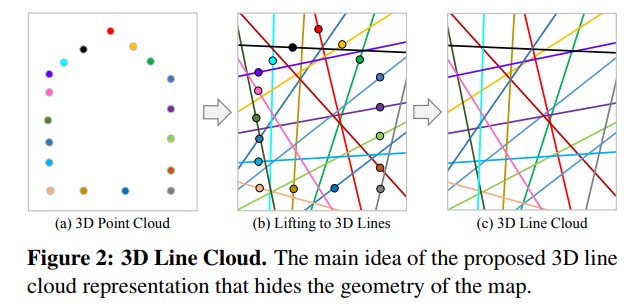 (a) 3D Point Cloud
(b) Lifting to 3D Lines
(c) 3D Line Cloud
Figure 2: 3D Line Cloud. The main idea of the proposed 3D line
cloud representation that hides the geometry of the map.